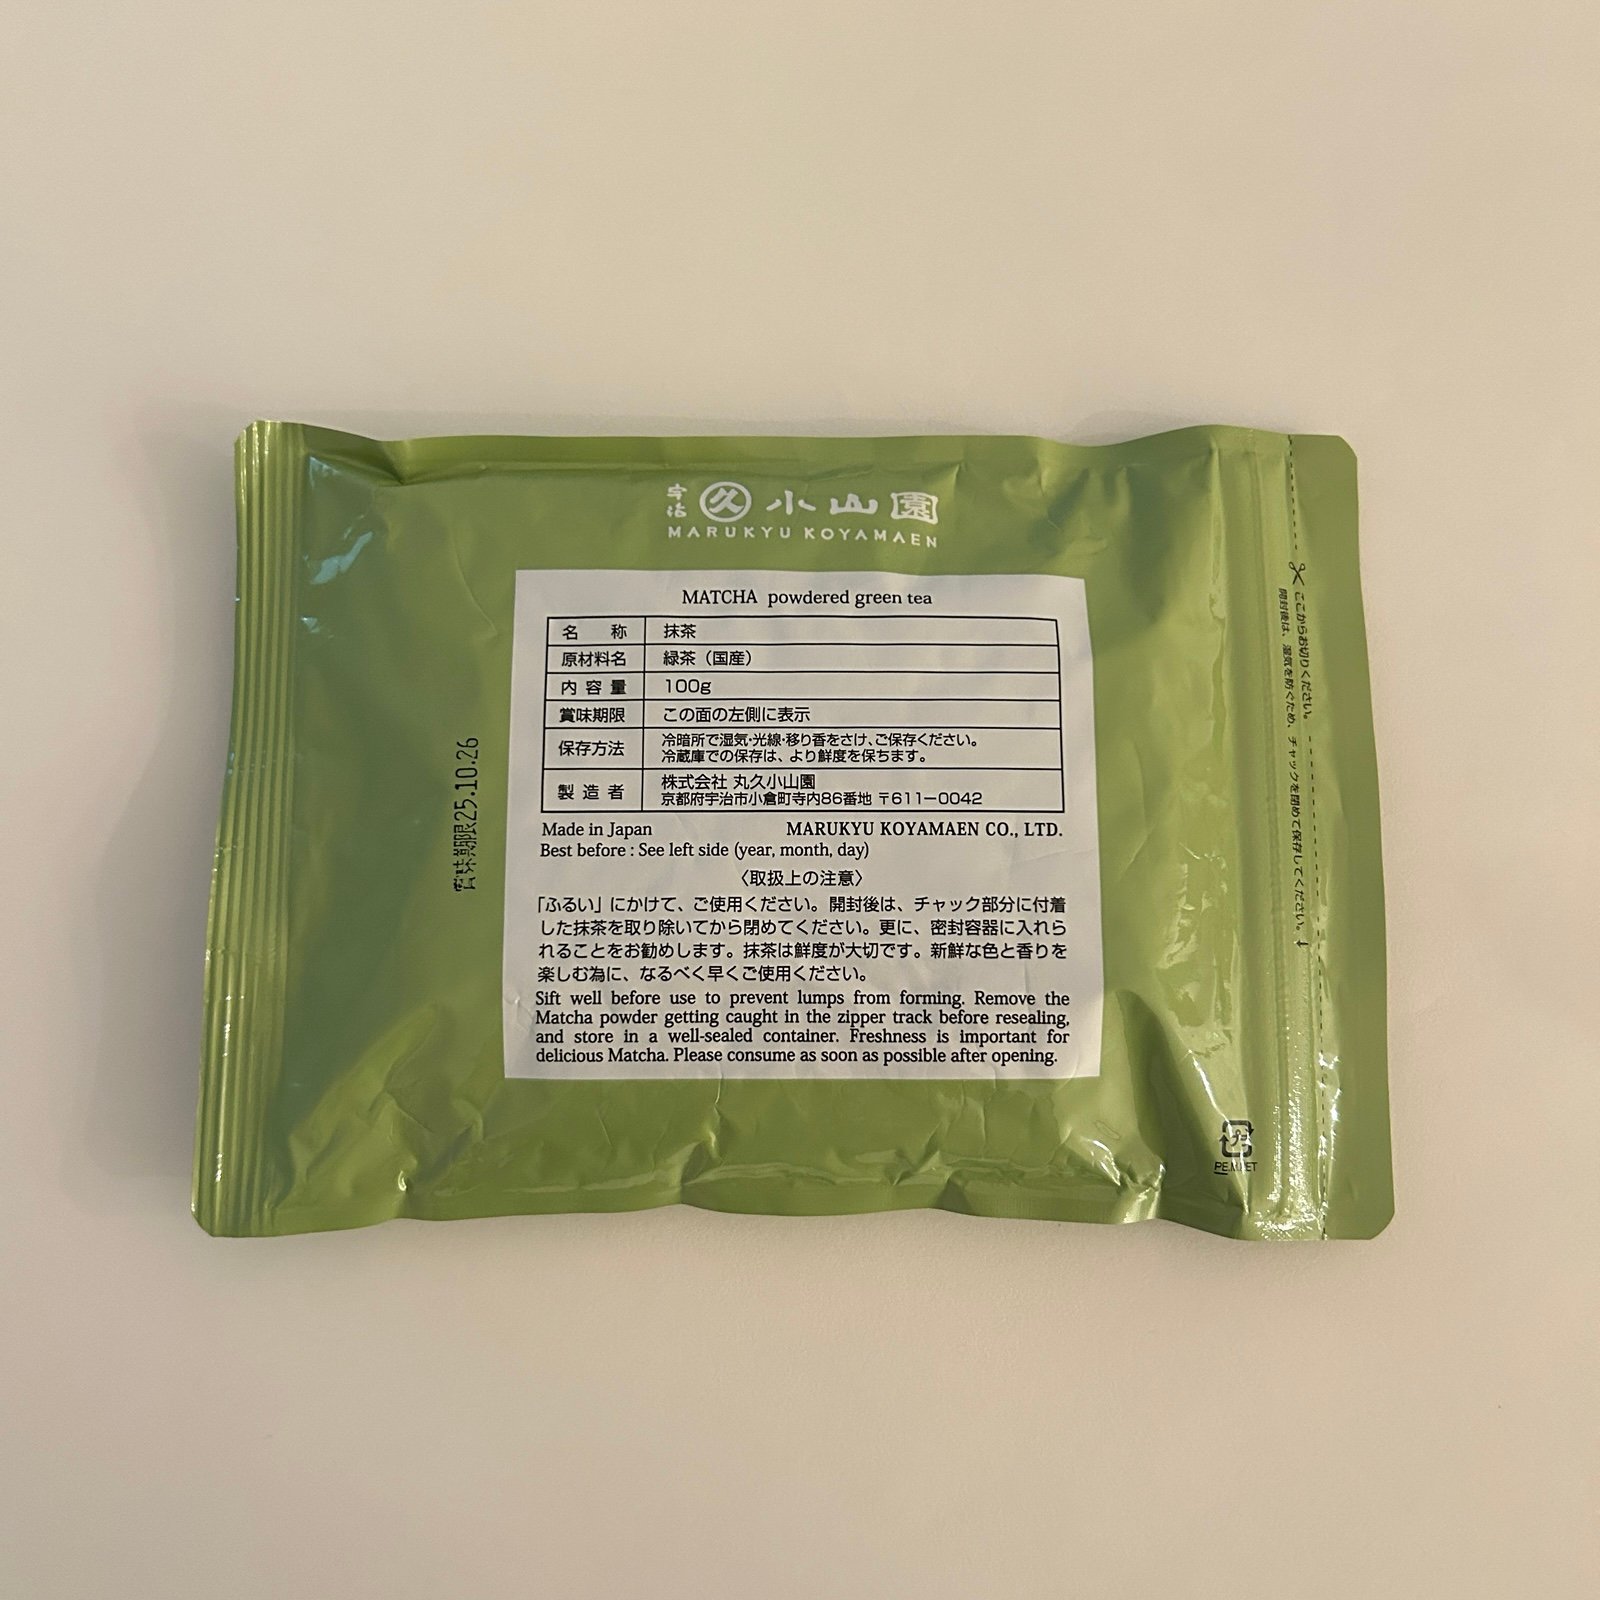 宇治 久 小山園
MARUKYU KOYAMAEN
MATCHA powdered green tea
名 称 抹茶
原材料名 緑茶（国産）
内 容 量 100g
賞味期限 この面の左側に表示
保存方法 冷暗所で湿気・光線・移り香をさけ、ご保存ください。
冷蔵庫での保存は、より鮮度を保ちます。
製 造 者 株式会社 丸久小山園
京都府宇治市小倉町寺内86番地 〒611－0042
Made in Japan MARUKYU KOYAMAEN CO., LTD.
Best before : See left side (year, month, day)
〈取扱上の注意〉
「ふるい」にかけて、ご使用ください。開封後は、チャック部分に付着
した抹茶を取り除いてから閉めてください。更に、密封容器に入れら
れることをお勧めします。抹茶は鮮度が大切です。新鮮な色と香りを
楽しむ為に、なるべく早くご使用ください。
Sift well before use to prevent lumps from forming. Remove the
Matcha powder getting caught in the zipper track before resealing,
and store in a well-sealed container. Freshness is important for
delicious Matcha. Please consume as soon as possible after opening.
賞味期限25.10.26
ここからお切りください。
開封後は、湿気を防ぐため、チャックを閉めて保存してください。
プラ
PE.M.PET